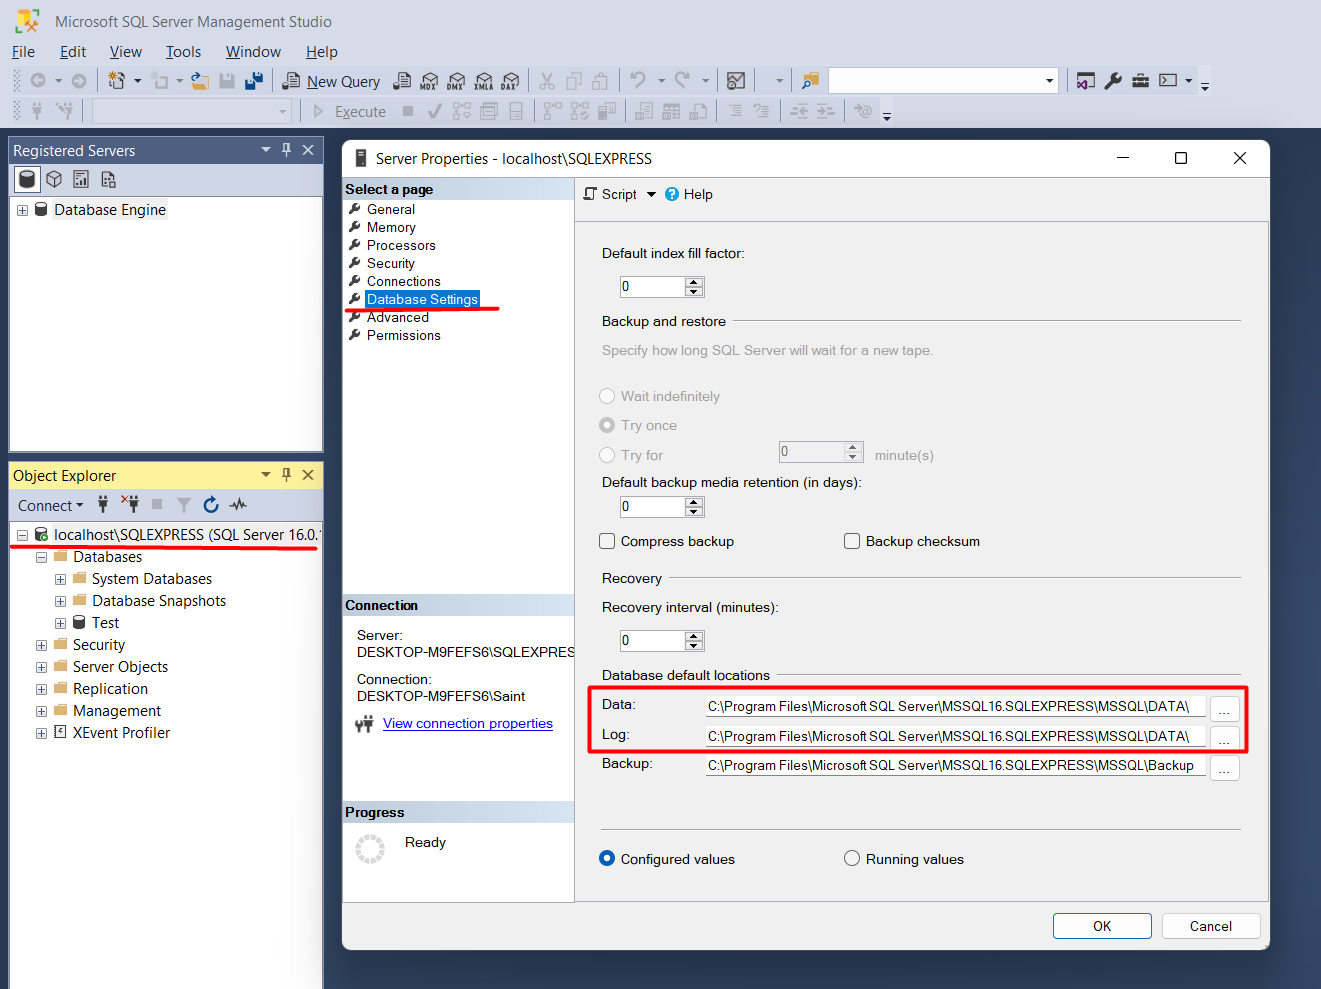 Microsoft SQL Server Management Studio
File Edit View Tools Window Help
New Query MDX DMX XMLA DAX
Execute
Registered Servers
Database Engine
Object Explorer
Connect
localhost\SQLEXPRESS (SQL Server 16.0.
Databases
System Databases
Database Snapshots
Test
Security
Server Objects
Replication
Management
XEvent Profiler
Server Properties - localhost\SQLEXPRESS
Select a page
General
Memory
Processors
Security
Connections
Database Settings
Advanced
Permissions
Connection
Server:
DESKTOP-M9FEFS6\SQLEXPRES
Connection:
DESKTOP-M9FEFS6\Saint
View connection properties
Progress
Ready
Script ? Help
Default index fill factor:
0
Backup and restore
Specify how long SQL Server will wait for a new tape.
Wait indefinitely
Try once
Try for 0 minute(s)
Default backup media retention (in days):
0
Compress backup Backup checksum
Recovery
Recovery interval (minutes):
0
Database default locations
Data: C:\Program Files\Microsoft SQL Server\MSSQL16.SQLEXPRESS\MSSQL\DATA\ ...
Log: C:\Program Files\Microsoft SQL Server\MSSQL16.SQLEXPRESS\MSSQL\DATA\ ...
Backup: C:\Program Files\Microsoft SQL Server\MSSQL16.SQLEXPRESS\MSSQL\Backup ...
Configured values Running values
OK Cancel